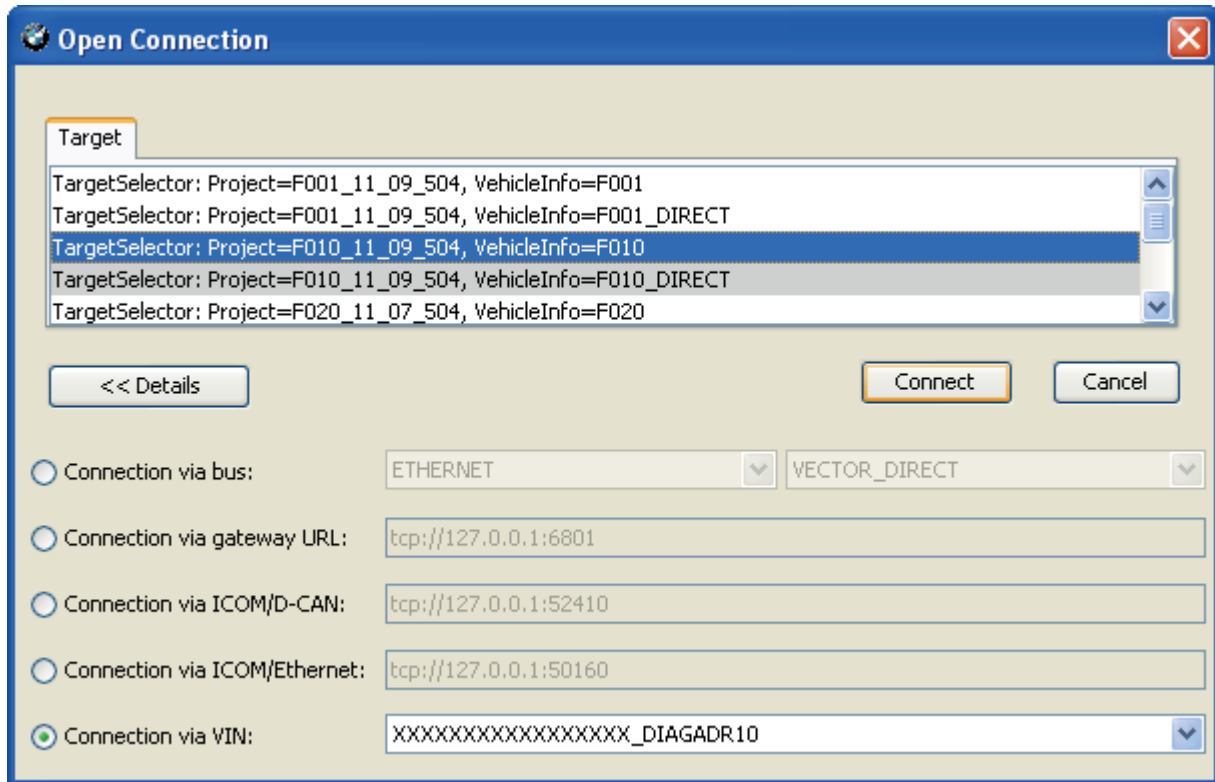 Open Connection
Target
TargetSelector: Project=F001_11_09_504, VehicleInfo=F001
TargetSelector: Project=F001_11_09_504, VehicleInfo=F001_DIRECT
TargetSelector: Project=F010_11_09_504, VehicleInfo=F010
TargetSelector: Project=F010_11_09_504, VehicleInfo=F010_DIRECT
TargetSelector: Project=F020_11_07_504, VehicleInfo=F020
<< Details Connect Cancel
Connection via bus: ETHERNET VECTOR_DIRECT
Connection via gateway URL: tcp://127.0.0.1:6801
Connection via ICOM/D-CAN: tcp://127.0.0.1:52410
Connection via ICOM/Ethernet: tcp://127.0.0.1:50160
Connection via VIN: XXXXXXXXXXXXXXXXX_DIAGADR10